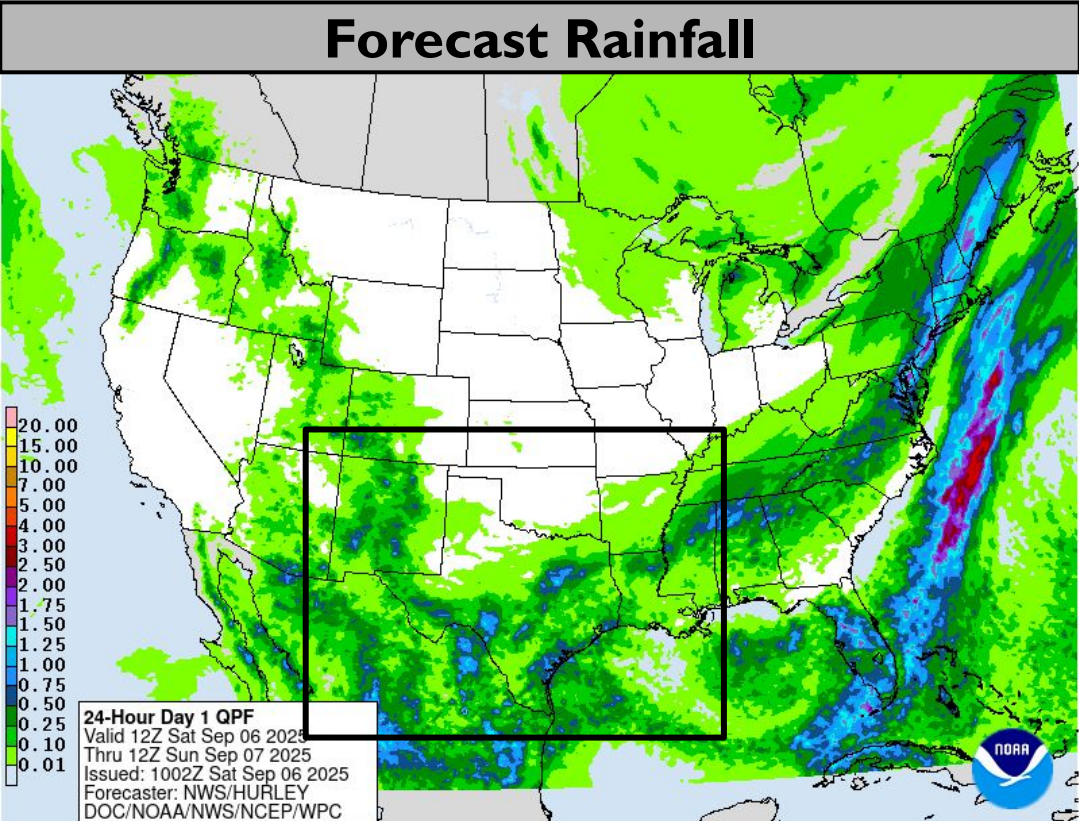 Forecast Rainfall
20.00
15.00
10.00
7.00
5.00
4.00
3.00
2.50
2.00
1.75
1.50
1.25
1.00
0.75
0.50
0.25
0.10
0.01
24-Hour Day 1 QPF
Valid 12Z Sat Sep 06 2025
Thru 12Z Sun Sep 07 2025
Issued: 1002Z Sat Sep 06 2025
Forecaster: NWS/HURLEY
DOC/NOAA/NWS/NCEP/WPC
NOAA